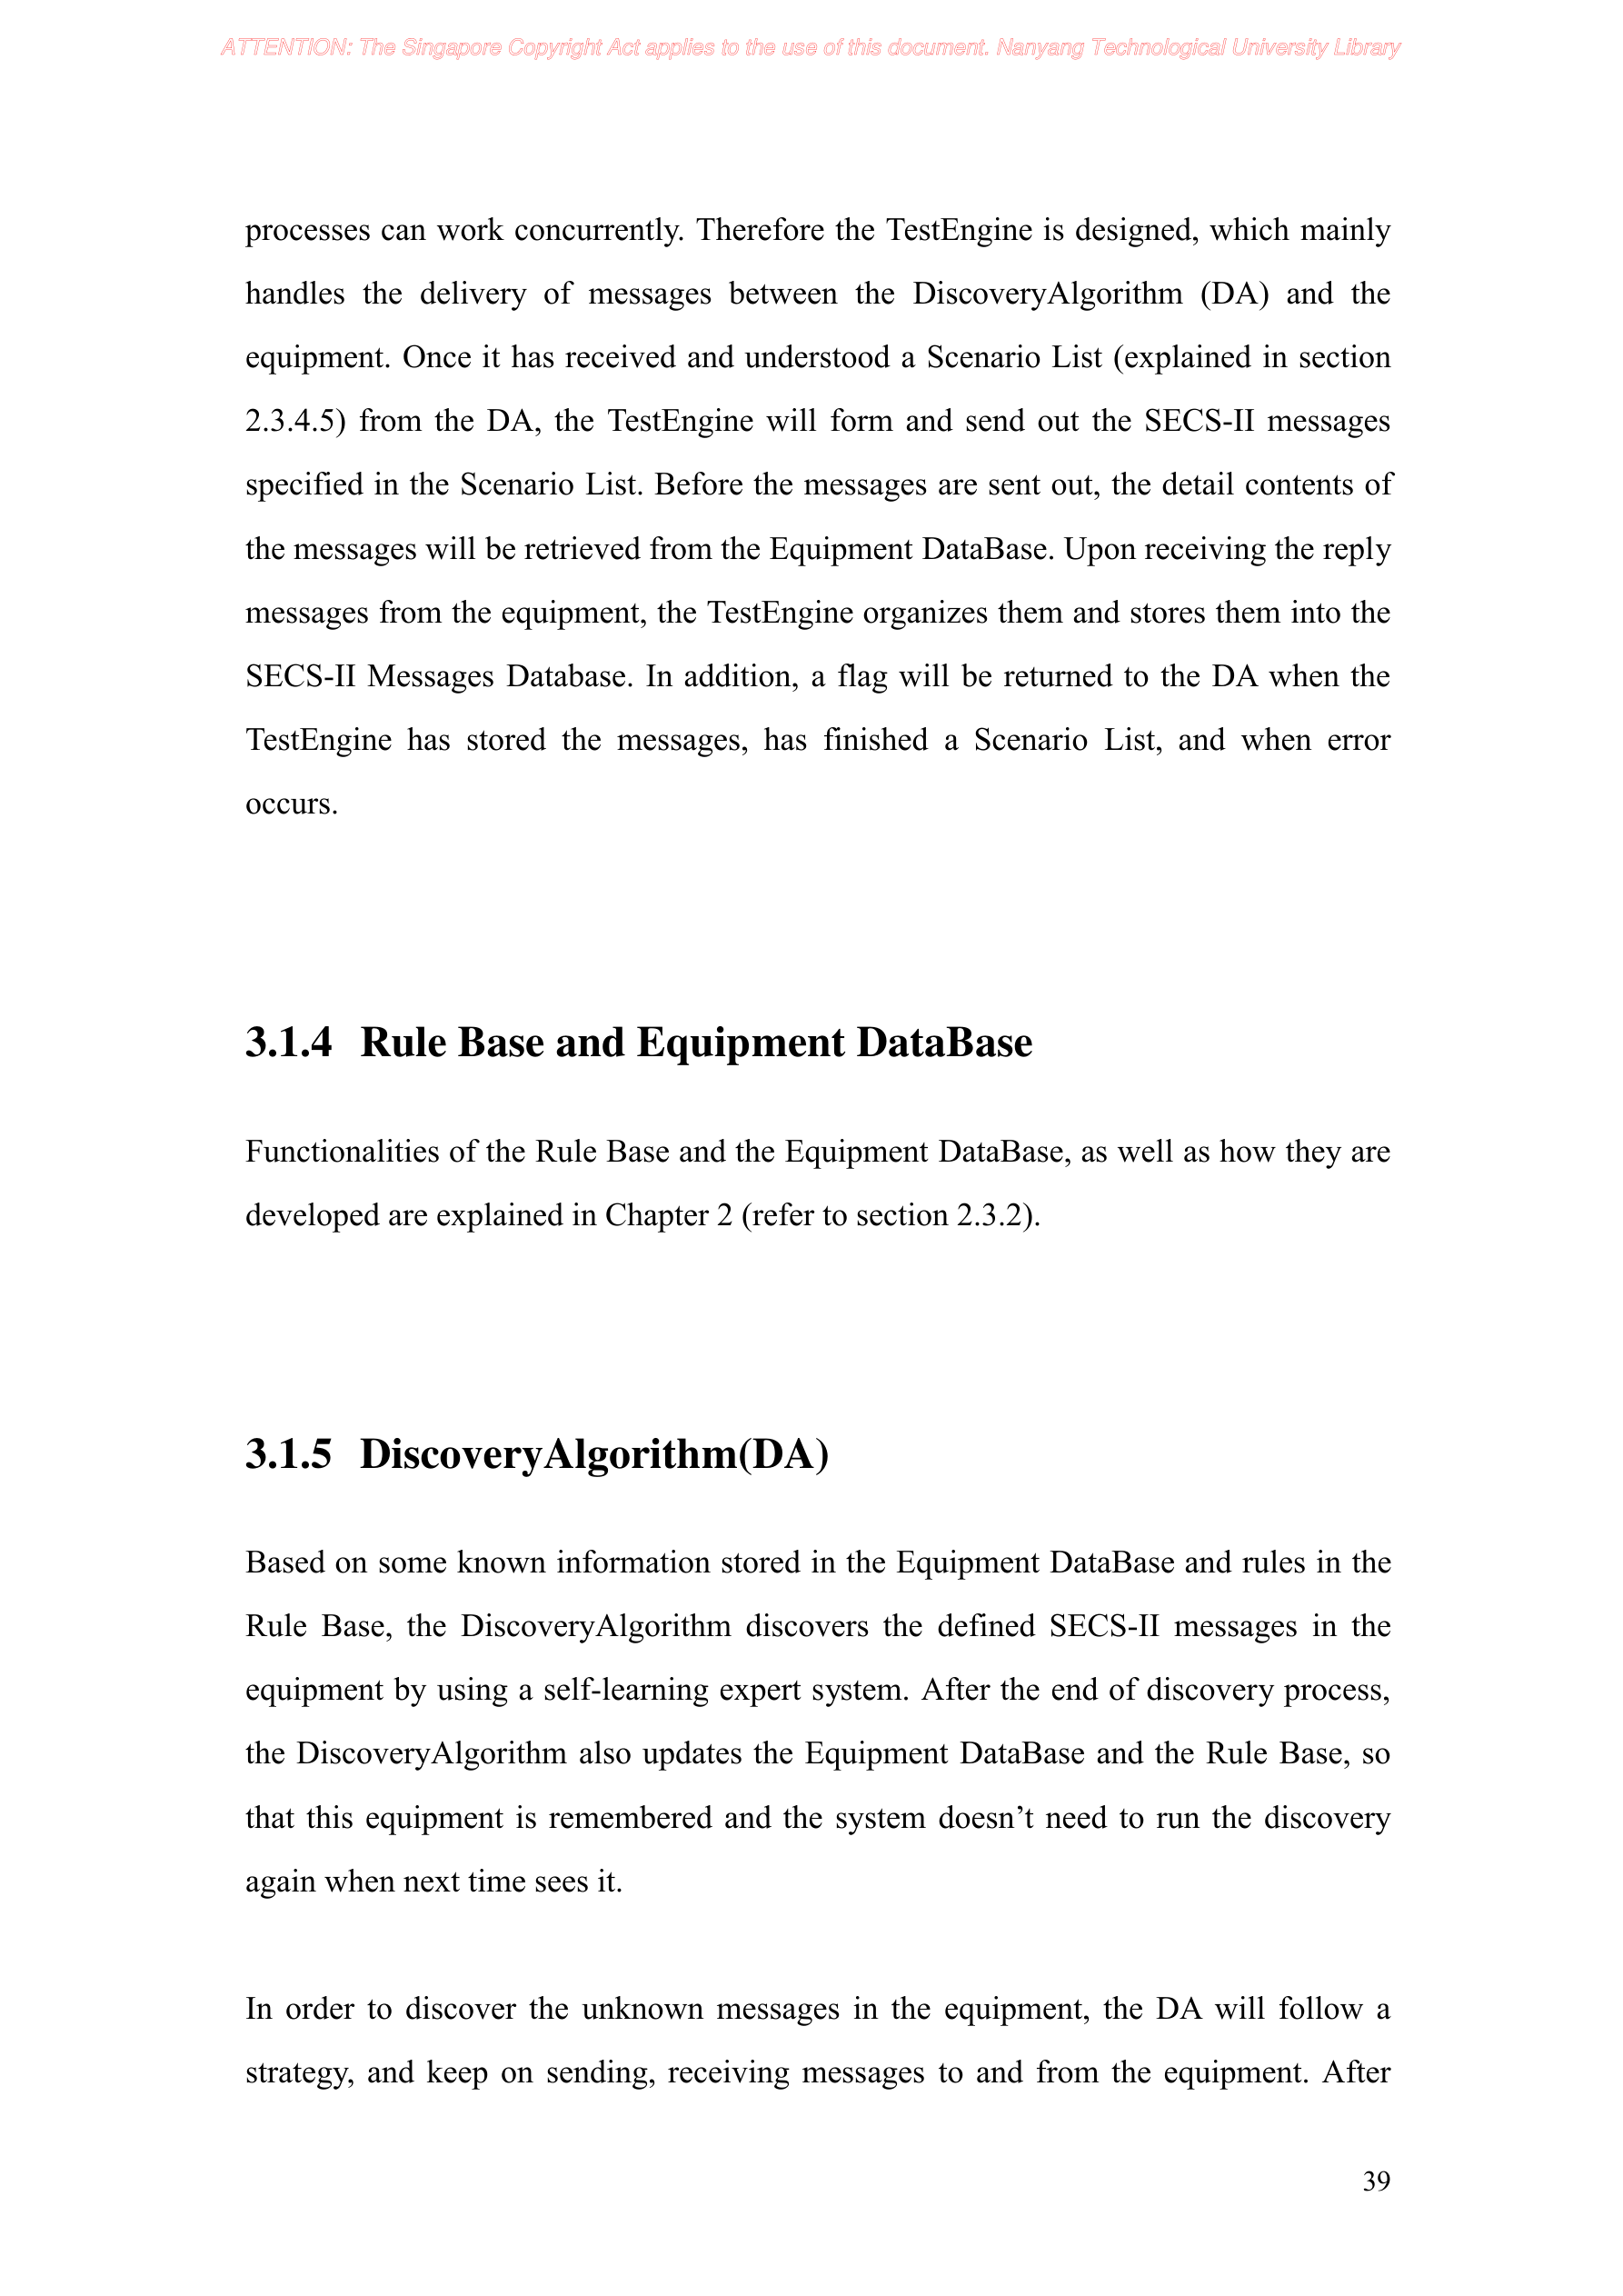 ATTENTION: The Singapore Copyright Act applies to the use of this document. Nanyang Technological University Library
processes can work concurrently. Therefore the TestEngine is designed, which mainly
handles the delivery of messages between the DiscoveryAlgorithm (DA) and the
equipment. Once it has received and understood a Scenario List (explained in section
2.3.4.5) from the DA, the TestEngine will form and send out the SECS-II messages
specified in the Scenario List. Before the messages are sent out, the detail contents of
the messages will be retrieved from the Equipment DataBase. Upon receiving the reply
messages from the equipment, the TestEngine organizes them and stores them into the
SECS-II Messages Database. In addition, a flag will be returned to the DA when the
TestEngine has stored the messages, has finished a Scenario List, and when error
occurs.
3.1.4 Rule Base and Equipment DataBase
Functionalities of the Rule Base and the Equipment DataBase, as well as how they are
developed are explained in Chapter 2 (refer to section 2.3.2).
3.1.5 DiscoveryAlgorithm(DA)
Based on some known information stored in the Equipment DataBase and rules in the
Rule Base, the DiscoveryAlgorithm discovers the defined SECS-II messages in the
equipment by using a self-learning expert system. After the end of discovery process,
the DiscoveryAlgorithm also updates the Equipment DataBase and the Rule Base, so
that this equipment is remembered and the system doesn’t need to run the discovery
again when next time sees it.
In order to discover the unknown messages in the equipment, the DA will follow a
strategy, and keep on sending, receiving messages to and from the equipment. After
39